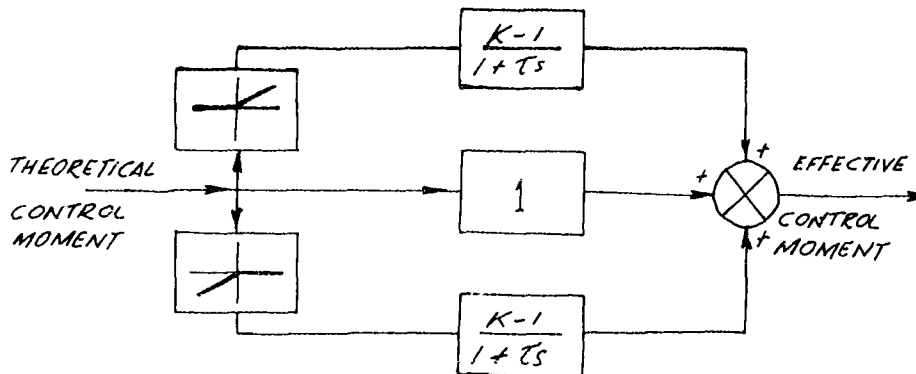 K-1
1+τs
THEORETICAL
CONTROL
MOMENT
1
+
+
+
EFFECTIVE
CONTROL
MOMENT
K-1
1+τs